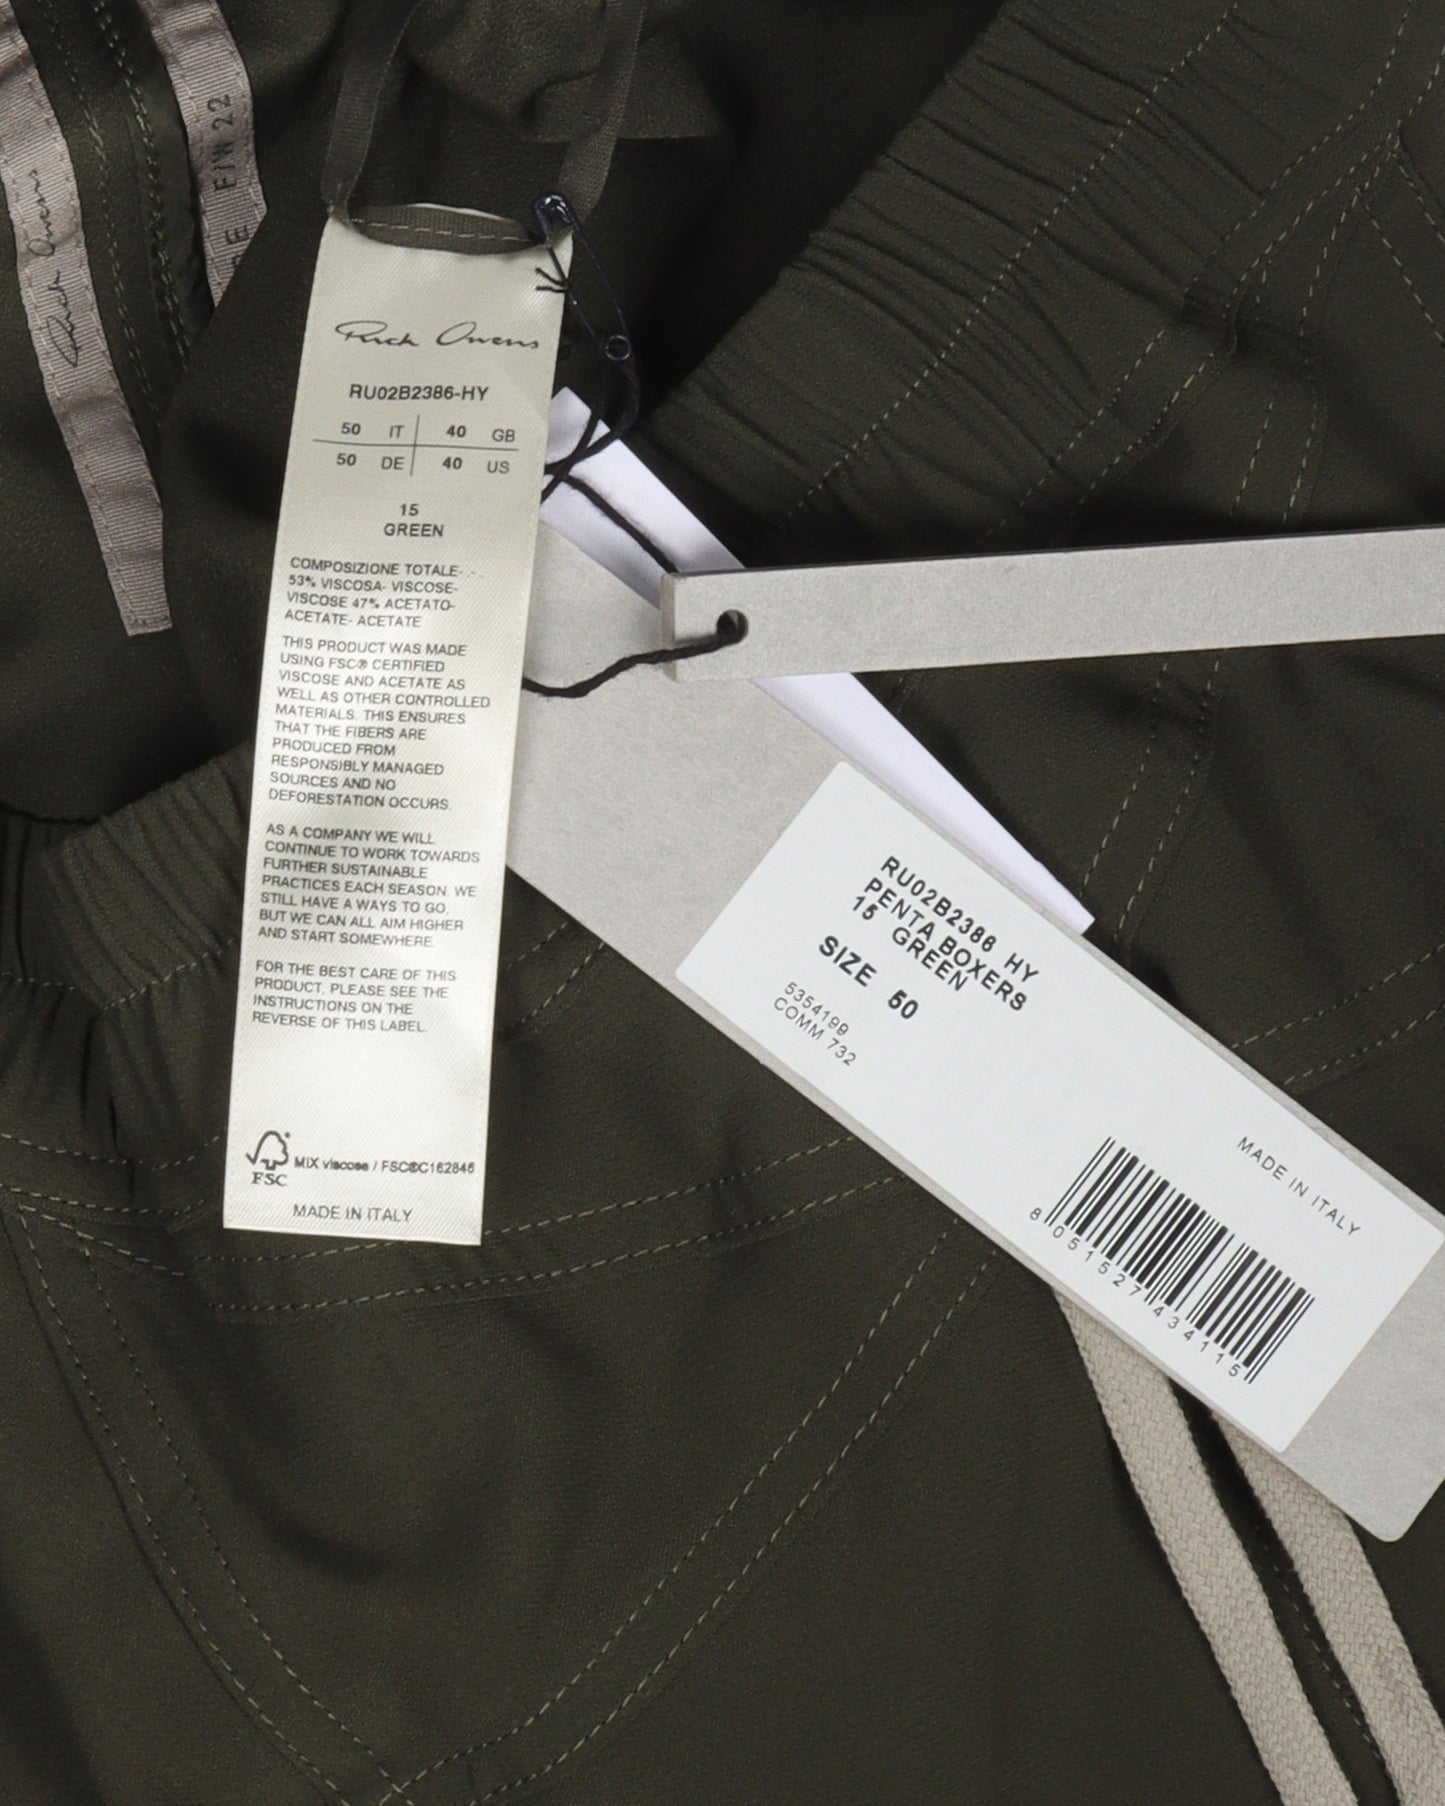 Rick Owens
F/W 22
Rick Owens
RU02B2386-HY
50 IT 40 GB
50 DE 40 US
15
GREEN
COMPOSIZIONE TOTALE- .-.
53% VISCOSA- VISCOSE-
VISCOSE 47% ACETATO-
ACETATE- ACETATE
THIS PRODUCT WAS MADE
USING FSC® CERTIFIED
VISCOSE AND ACETATE AS
WELL AS OTHER CONTROLLED
MATERIALS. THIS ENSURES
THAT THE FIBERS ARE
PRODUCED FROM
RESPONSIBLY MANAGED
SOURCES AND NO
DEFORESTATION OCCURS.
AS A COMPANY WE WILL
CONTINUE TO WORK TOWARDS
FURTHER SUSTAINABLE
PRACTICES EACH SEASON. WE
STILL HAVE A WAYS TO GO,
BUT WE CAN ALL AIM HIGHER
AND START SOMEWHERE.
FOR THE BEST CARE OF THIS
PRODUCT, PLEASE SEE THE
INSTRUCTIONS ON THE
REVERSE OF THIS LABEL.
FSC
MIX viscose / FSC®C162846
MADE IN ITALY
RU02B2386 HY
PENTA BOXERS
15 GREEN
SIZE 50
5354199
COMM 732
MADE IN ITALY
8 051527 434115